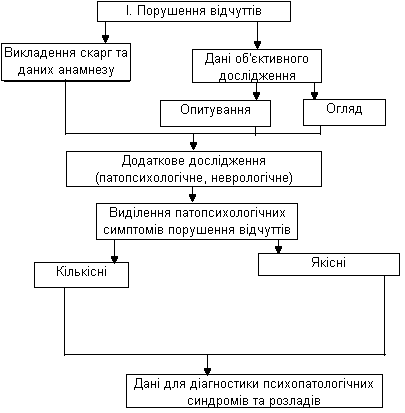 І. Порушення відчуттів
Викладення скарг та
даних анамнезу
Дані об'єктивного
дослідження
Опитування
Огляд
Додаткове дослідження
(патопсихологічне, неврологічне)
Виділення патопсихологічних
симптомів порушення відчуттів
Кількісні
Якісні
Дані для діагностики психопатологічних
синдромів та розладів